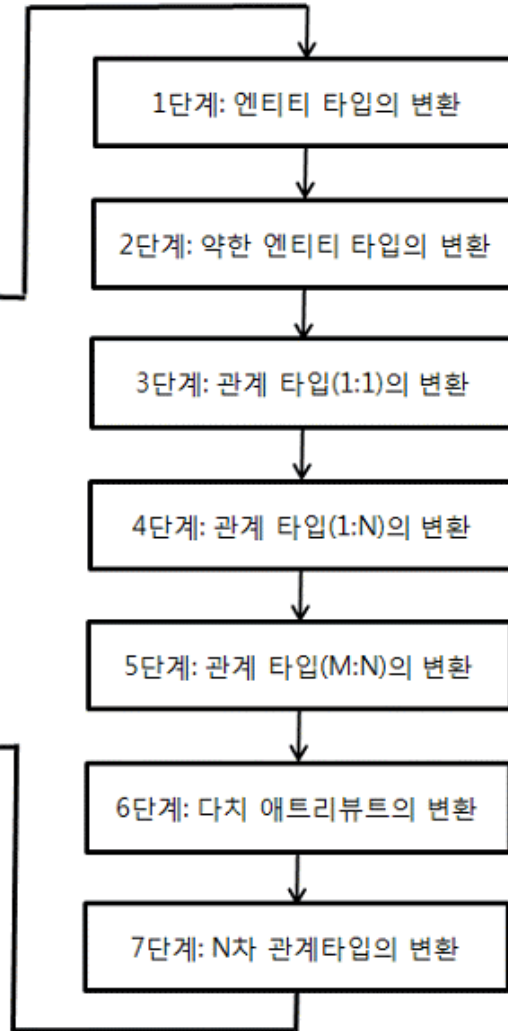 1단계: 엔티티 타입의 변환
2단계: 약한 엔티티 타입의 변환
3단계: 관계 타입(1:1)의 변환
4단계: 관계 타입(1:N)의 변환
5단계: 관계 타입(M:N)의 변환
6단계: 다치 애트리뷰트의 변환
7단계: N차 관계타입의 변환